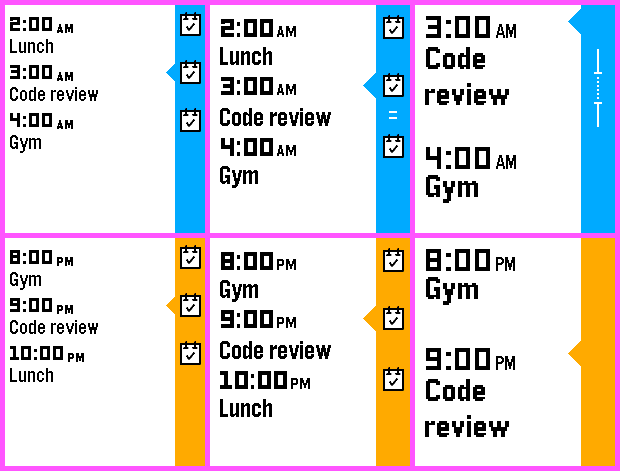 2:00 AM
Lunch
3:00 AM
Code review
4:00 AM
Gym
2:00 AM
Lunch
3:00 AM
Code review
4:00 AM
Gym
3:00 AM
Code
review
4:00 AM
Gym
8:00 PM
Gym
9:00 PM
Code review
10:00 PM
Lunch
8:00 PM
Gym
9:00 PM
Code review
10:00 PM
Lunch
8:00 PM
Gym
9:00 PM
Code
review